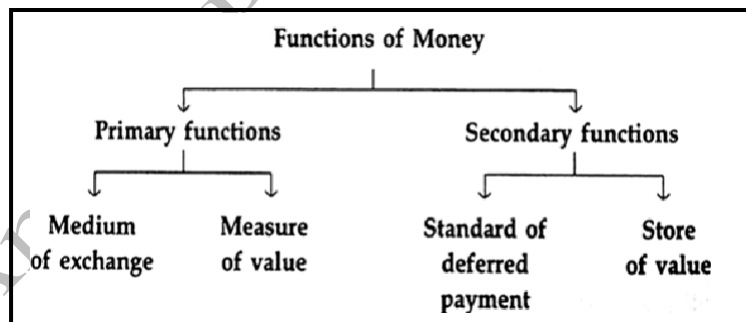 Functions of Money
Primary functions
Secondary functions
Medium
of exchange
Measure
of value
Standard of
deferred
payment
Store
of value